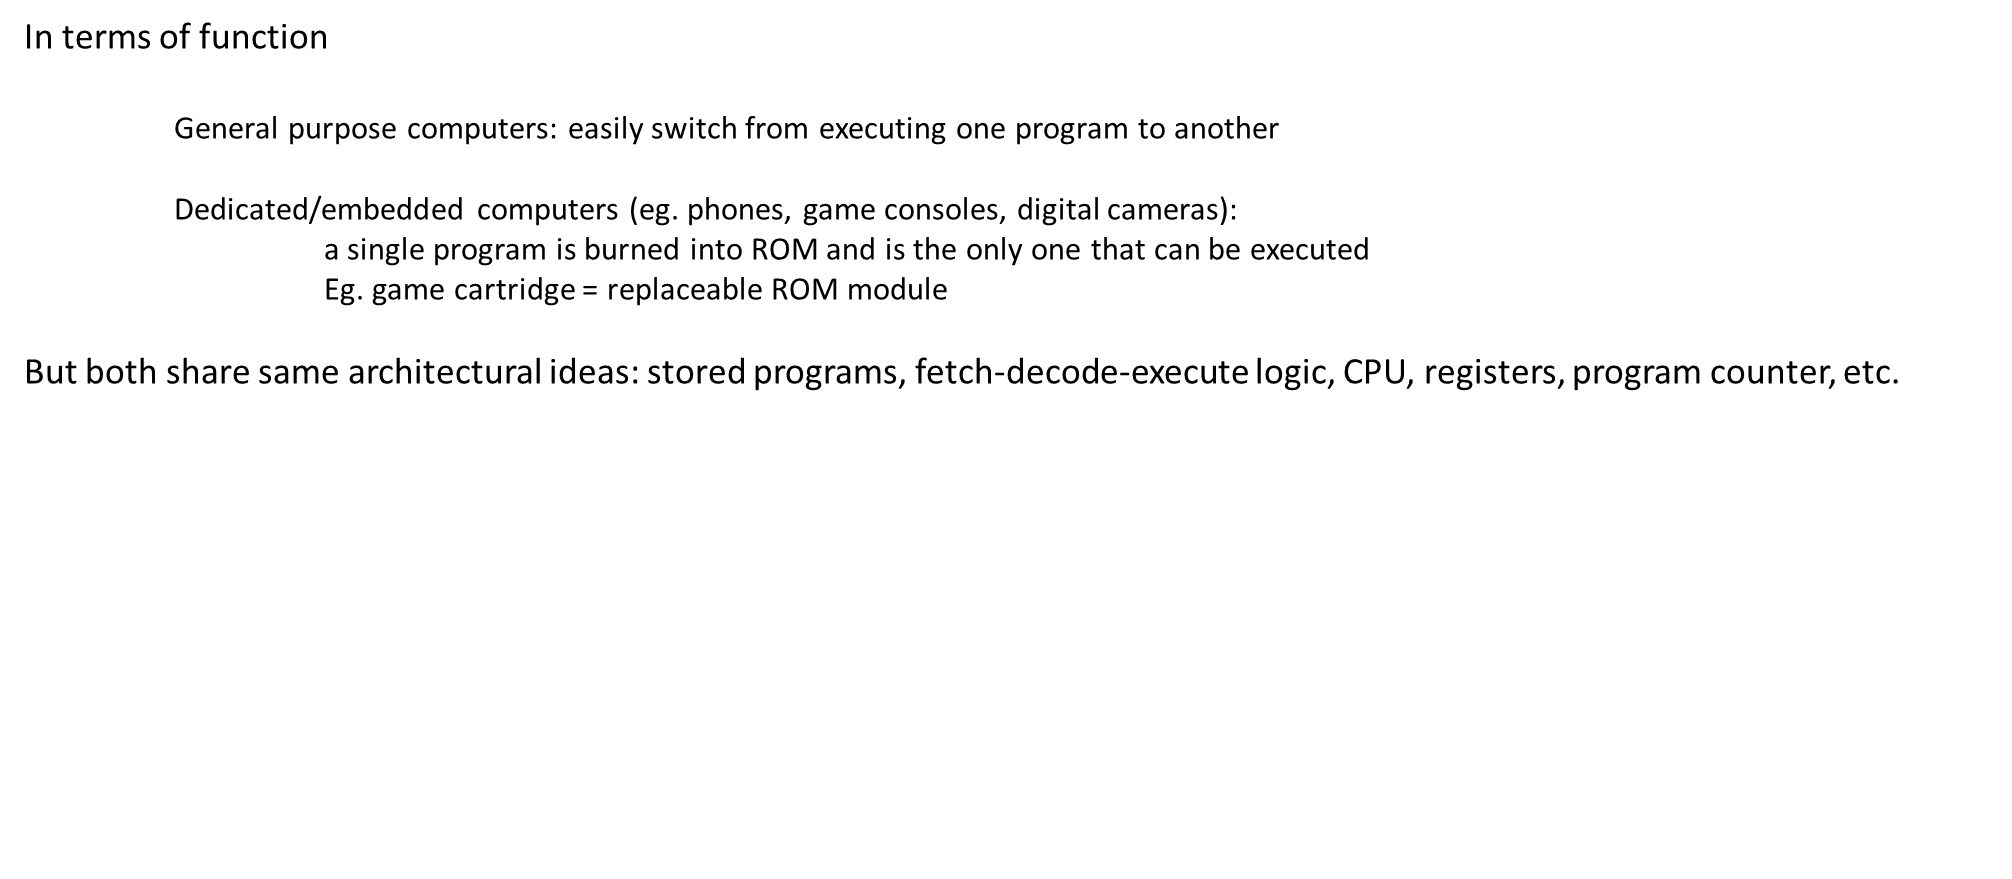 In terms of function
General purpose computers: easily switch from executing one program to another
Dedicated/embedded computers (eg. phones, game consoles, digital cameras):
a single program is burned into ROM and is the only one that can be executed
Eg. game cartridge = replaceable ROM module
But both share same architectural ideas: stored programs, fetch-decode-execute logic, CPU, registers, program counter, etc.